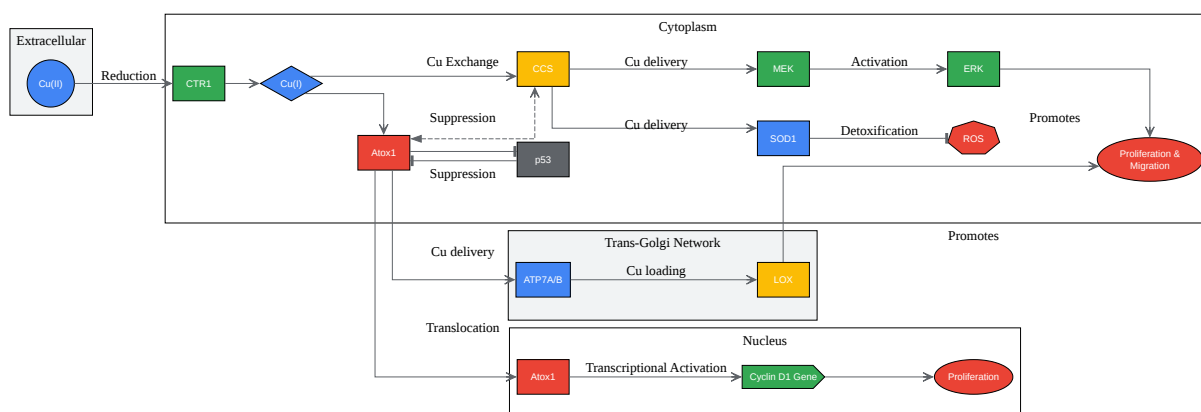 Cytoplasm
Extracellular
Cu(II)
Reduction
CTR1
Cu(I)
Cu Exchange
CCS
Cu delivery
MEK
Activation
ERK
Suppression
Cu delivery
SOD1
Detoxification
ROS
Promotes
Atox1
p53
Suppression
Proliferation &
Migration
Promotes
Trans-Golgi Network
Cu delivery
ATP7A/B
Cu loading
LOX
Translocation
Nucleus
Atox1
Transcriptional Activation
Cyclin D1 Gene
Proliferation